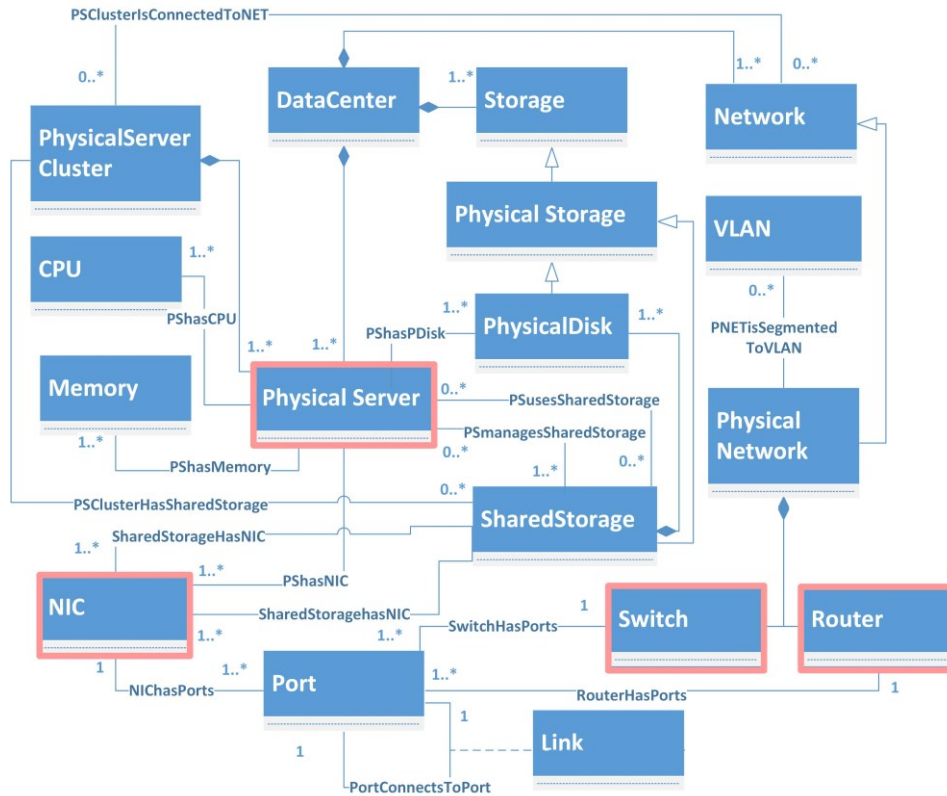 PSClusterIsConnectedToNET
0..*
1..*
1..*
0..*
DataCenter
Storage
Network
PhysicalServer
Cluster
Physical Storage
VLAN
CPU
1..*
0..*
PShasCPU
1..*
1..*
1..*
PShasPDisk
1..*
PhysicalDisk
1..*
PNETisSegmented
ToVLAN
Memory
Physical Server
0..*
PSusesSharedStorage
Physical
Network
1..*
PSmanagesSharedStorage
PShasMemory
0..*
1..*
0..*
PSClusterHasSharedStorage
0..*
SharedStorage
SharedStorageHasNIC
1..*
1..*
PShasNIC
NIC
SharedStoragehasNIC
1
Switch
Router
1..*
1..*
SwitchHasPorts
1
1..*
1..*
NIChasPorts
Port
RouterHasPorts
1
1
1
Link
PortConnectsToPort